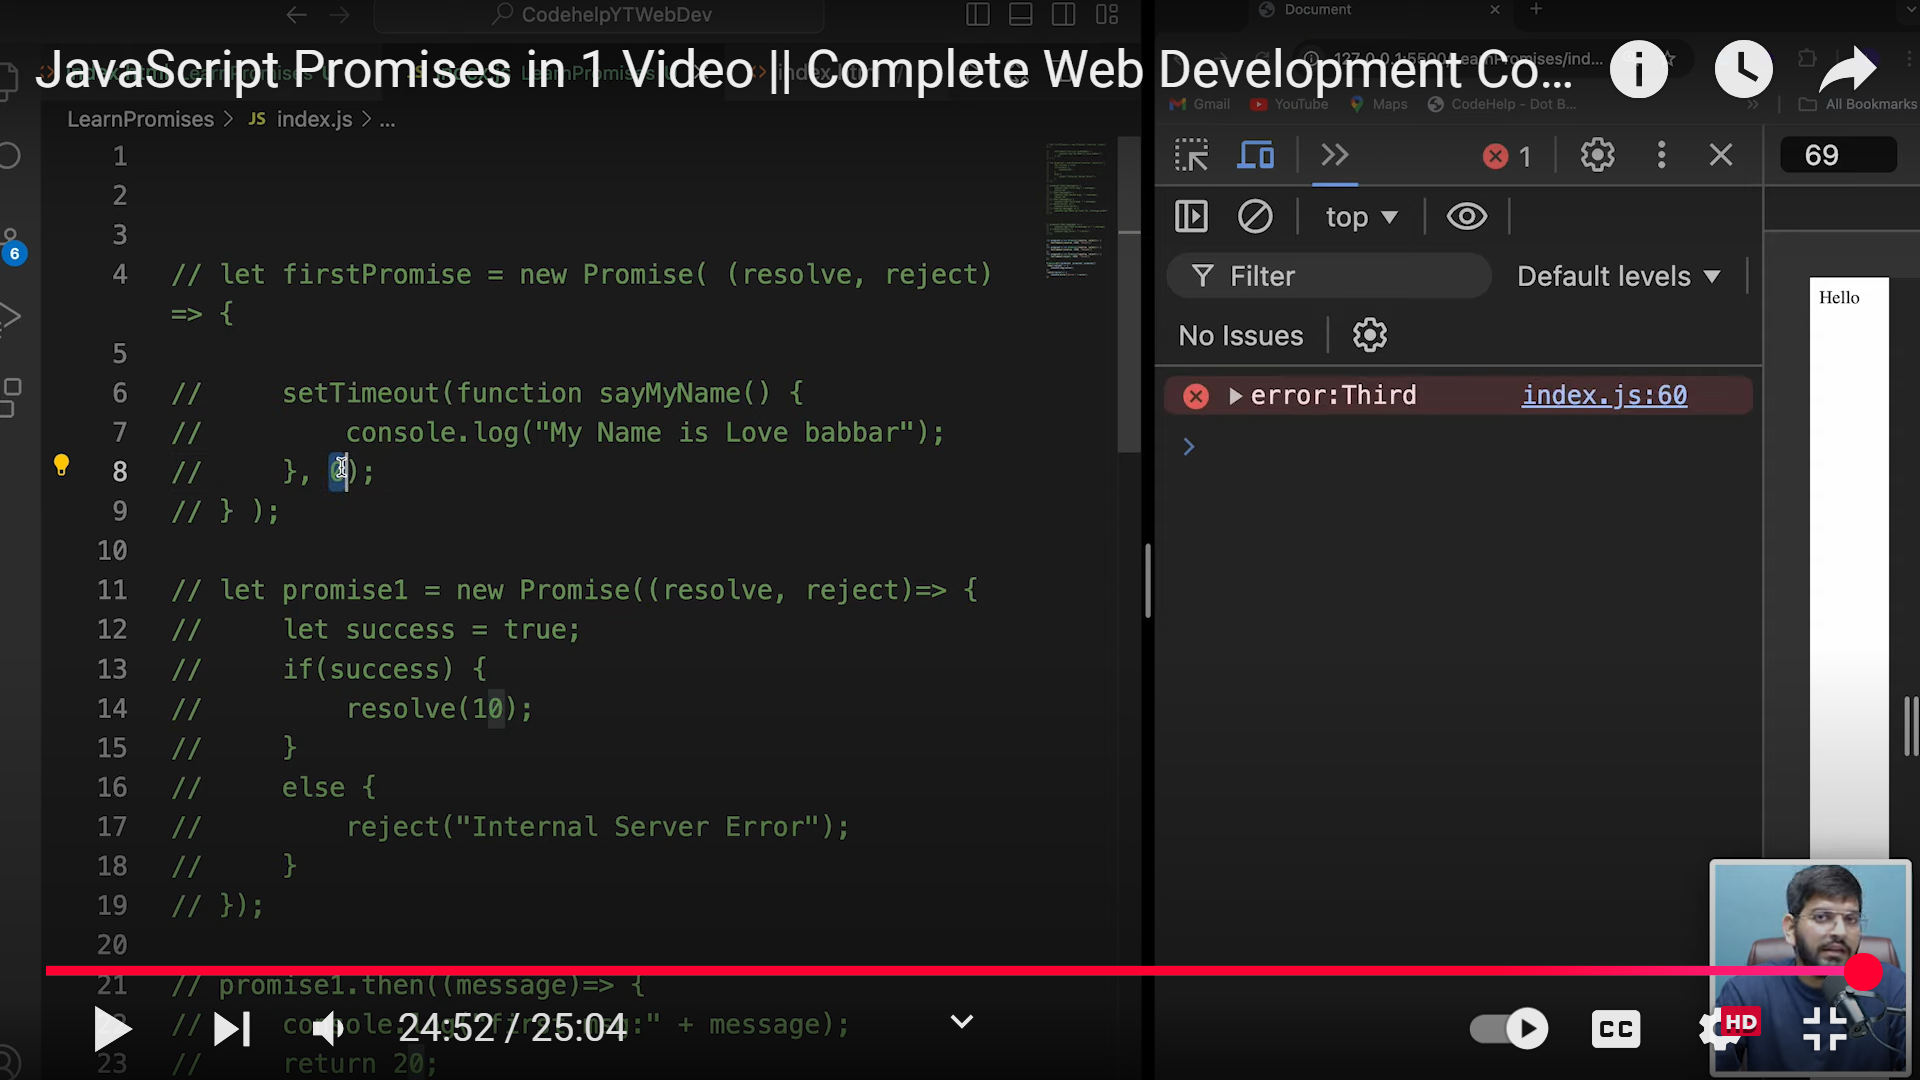 CodehelpYTWebDev
Document
JavaScript Promises in 1 Video || Complete Web Development Co...
Gmail YouTube Maps CodeHelp - Dot B... All Bookmarks
LearnPromises > JS index.js > ...
1
2
3
4 // let firstPromise = new Promise( (resolve, reject)
=> {
5
6 // setTimeout(function sayMyName() {
7 // console.log("My Name is Love babbar");
8 // }, 0);
9 // } );
10
11 // let promise1 = new Promise((resolve, reject)=> {
12 // let success = true;
13 // if(success) {
14 // resolve(10);
15 // }
16 // else {
17 // reject("Internal Server Error");
18 // }
19 // });
20
21 // promise1.then((message)=> {
22 // console.log("first msg:" + message);
23 // return 20;
6
1
69
top
Filter
Default levels
No Issues
error:Third index.js:60
Hello
24:52 / 25:04
CC
HD